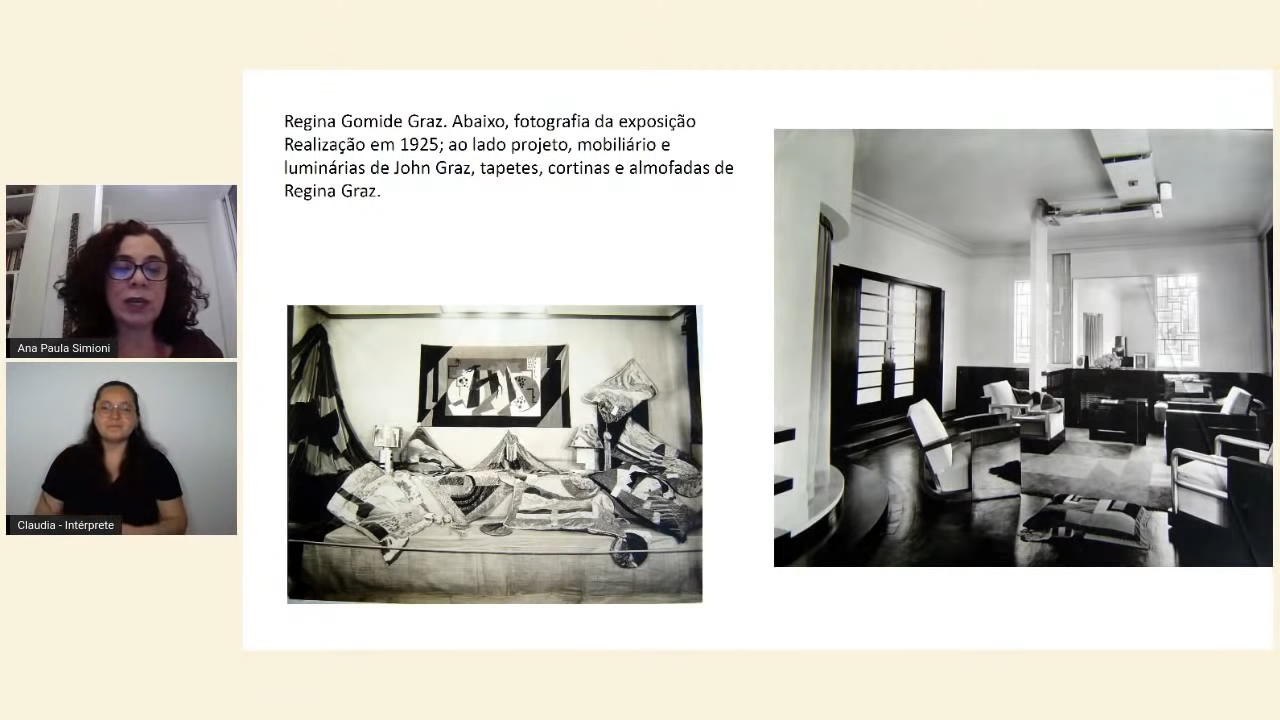 Regina Gomide Graz. Abaixo, fotografia da exposição
Realização em 1925; ao lado projeto, mobiliário e
luminárias de John Graz, tapetes, cortinas e almofadas de
Regina Graz.
Ana Paula Simioni
Claudia - Intérprete